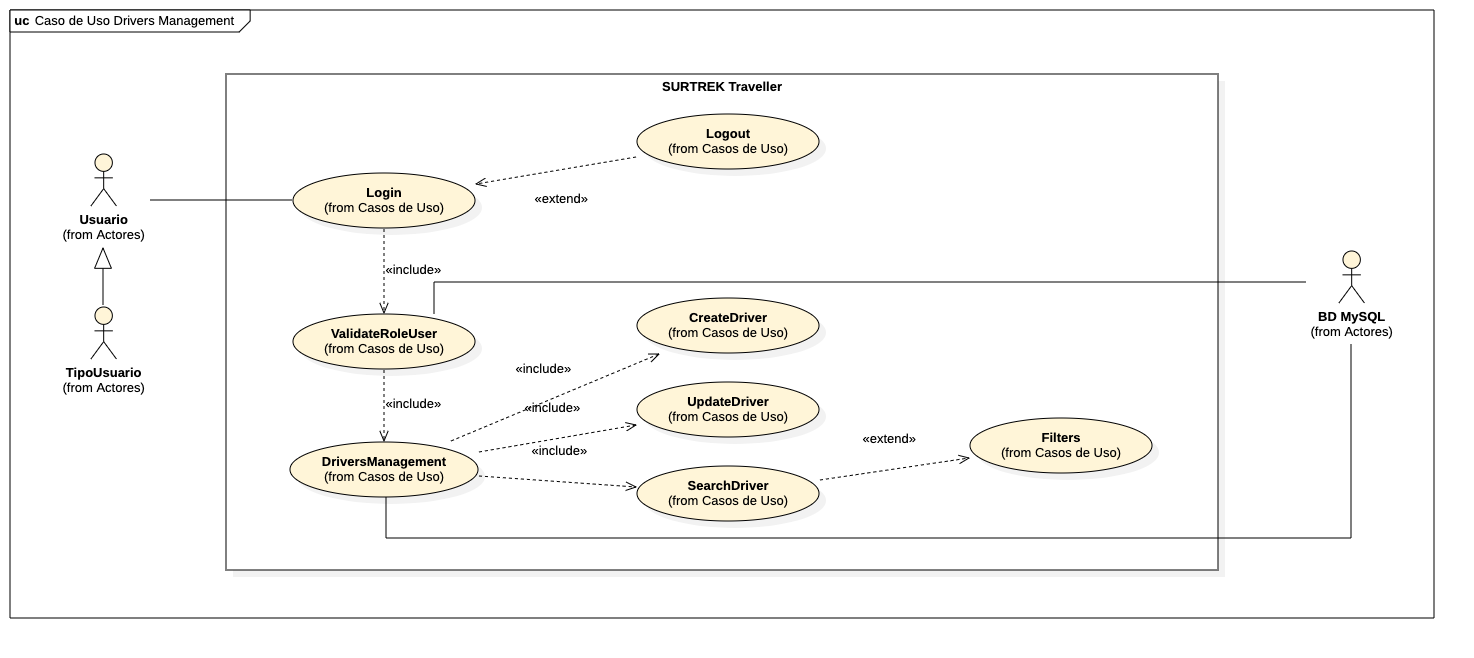 uc Caso de Uso Drivers Management
SURTREK Traveller
Logout
(from Casos de Uso)
Login
(from Casos de Uso)
«extend»
Usuario
(from Actores)
«include»
BD MySQL
(from Actores)
CreateDriver
(from Casos de Uso)
ValidateRoleUser
(from Casos de Uso)
TipoUsuario
(from Actores)
«include»
«include»
«include»
UpdateDriver
(from Casos de Uso)
«extend»
Filters
(from Casos de Uso)
«include»
DriversManagement
(from Casos de Uso)
SearchDriver
(from Casos de Uso)